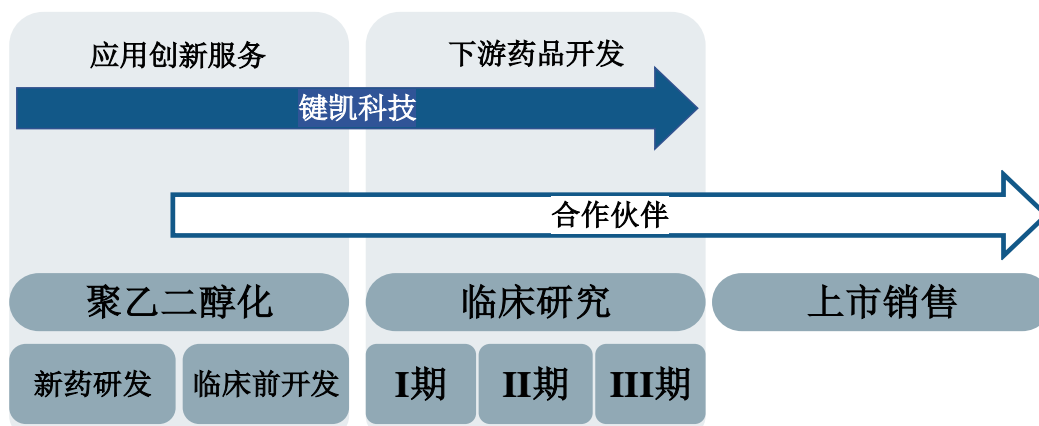 应用创新服务
下游药品开发
键凯科技
合作伙伴
聚乙二醇化
临床研究
上市销售
新药研发
临床前开发
I期
II期
III期